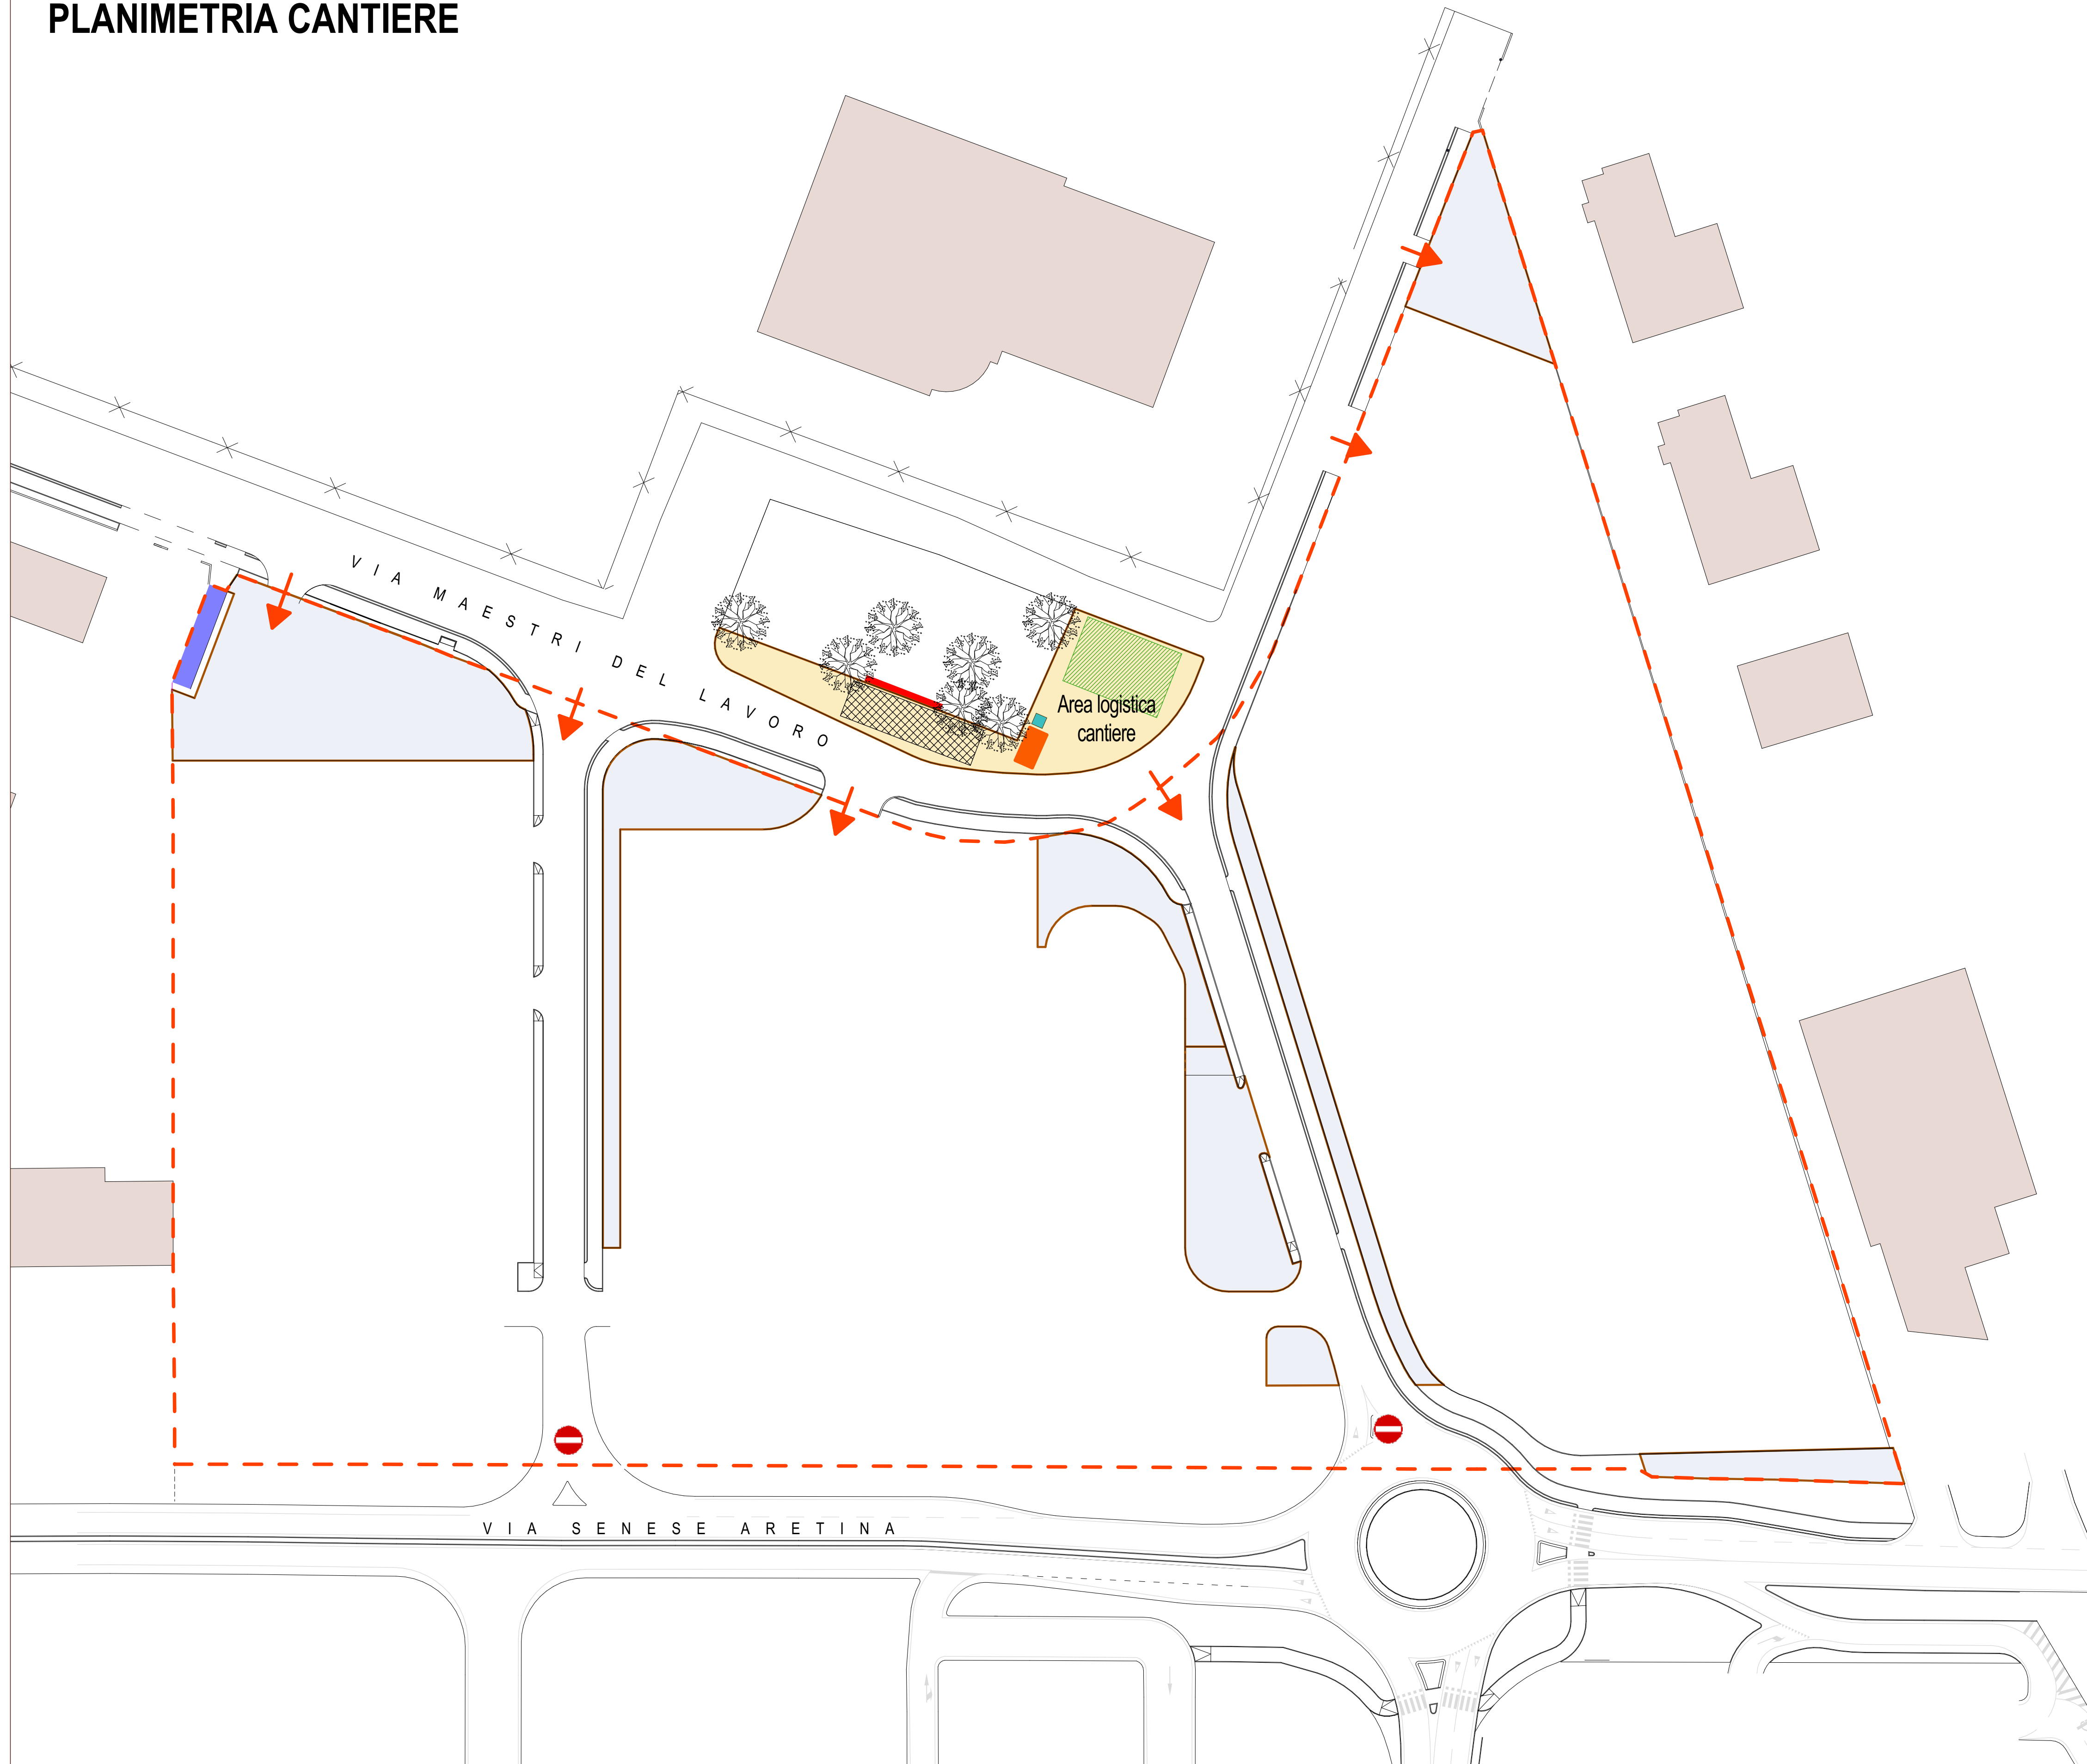 PLANIMETRIA CANTIERE
VIA MAESTRI DEL LAVORO
Area logistica
cantiere
VIA SENESE ARETINA